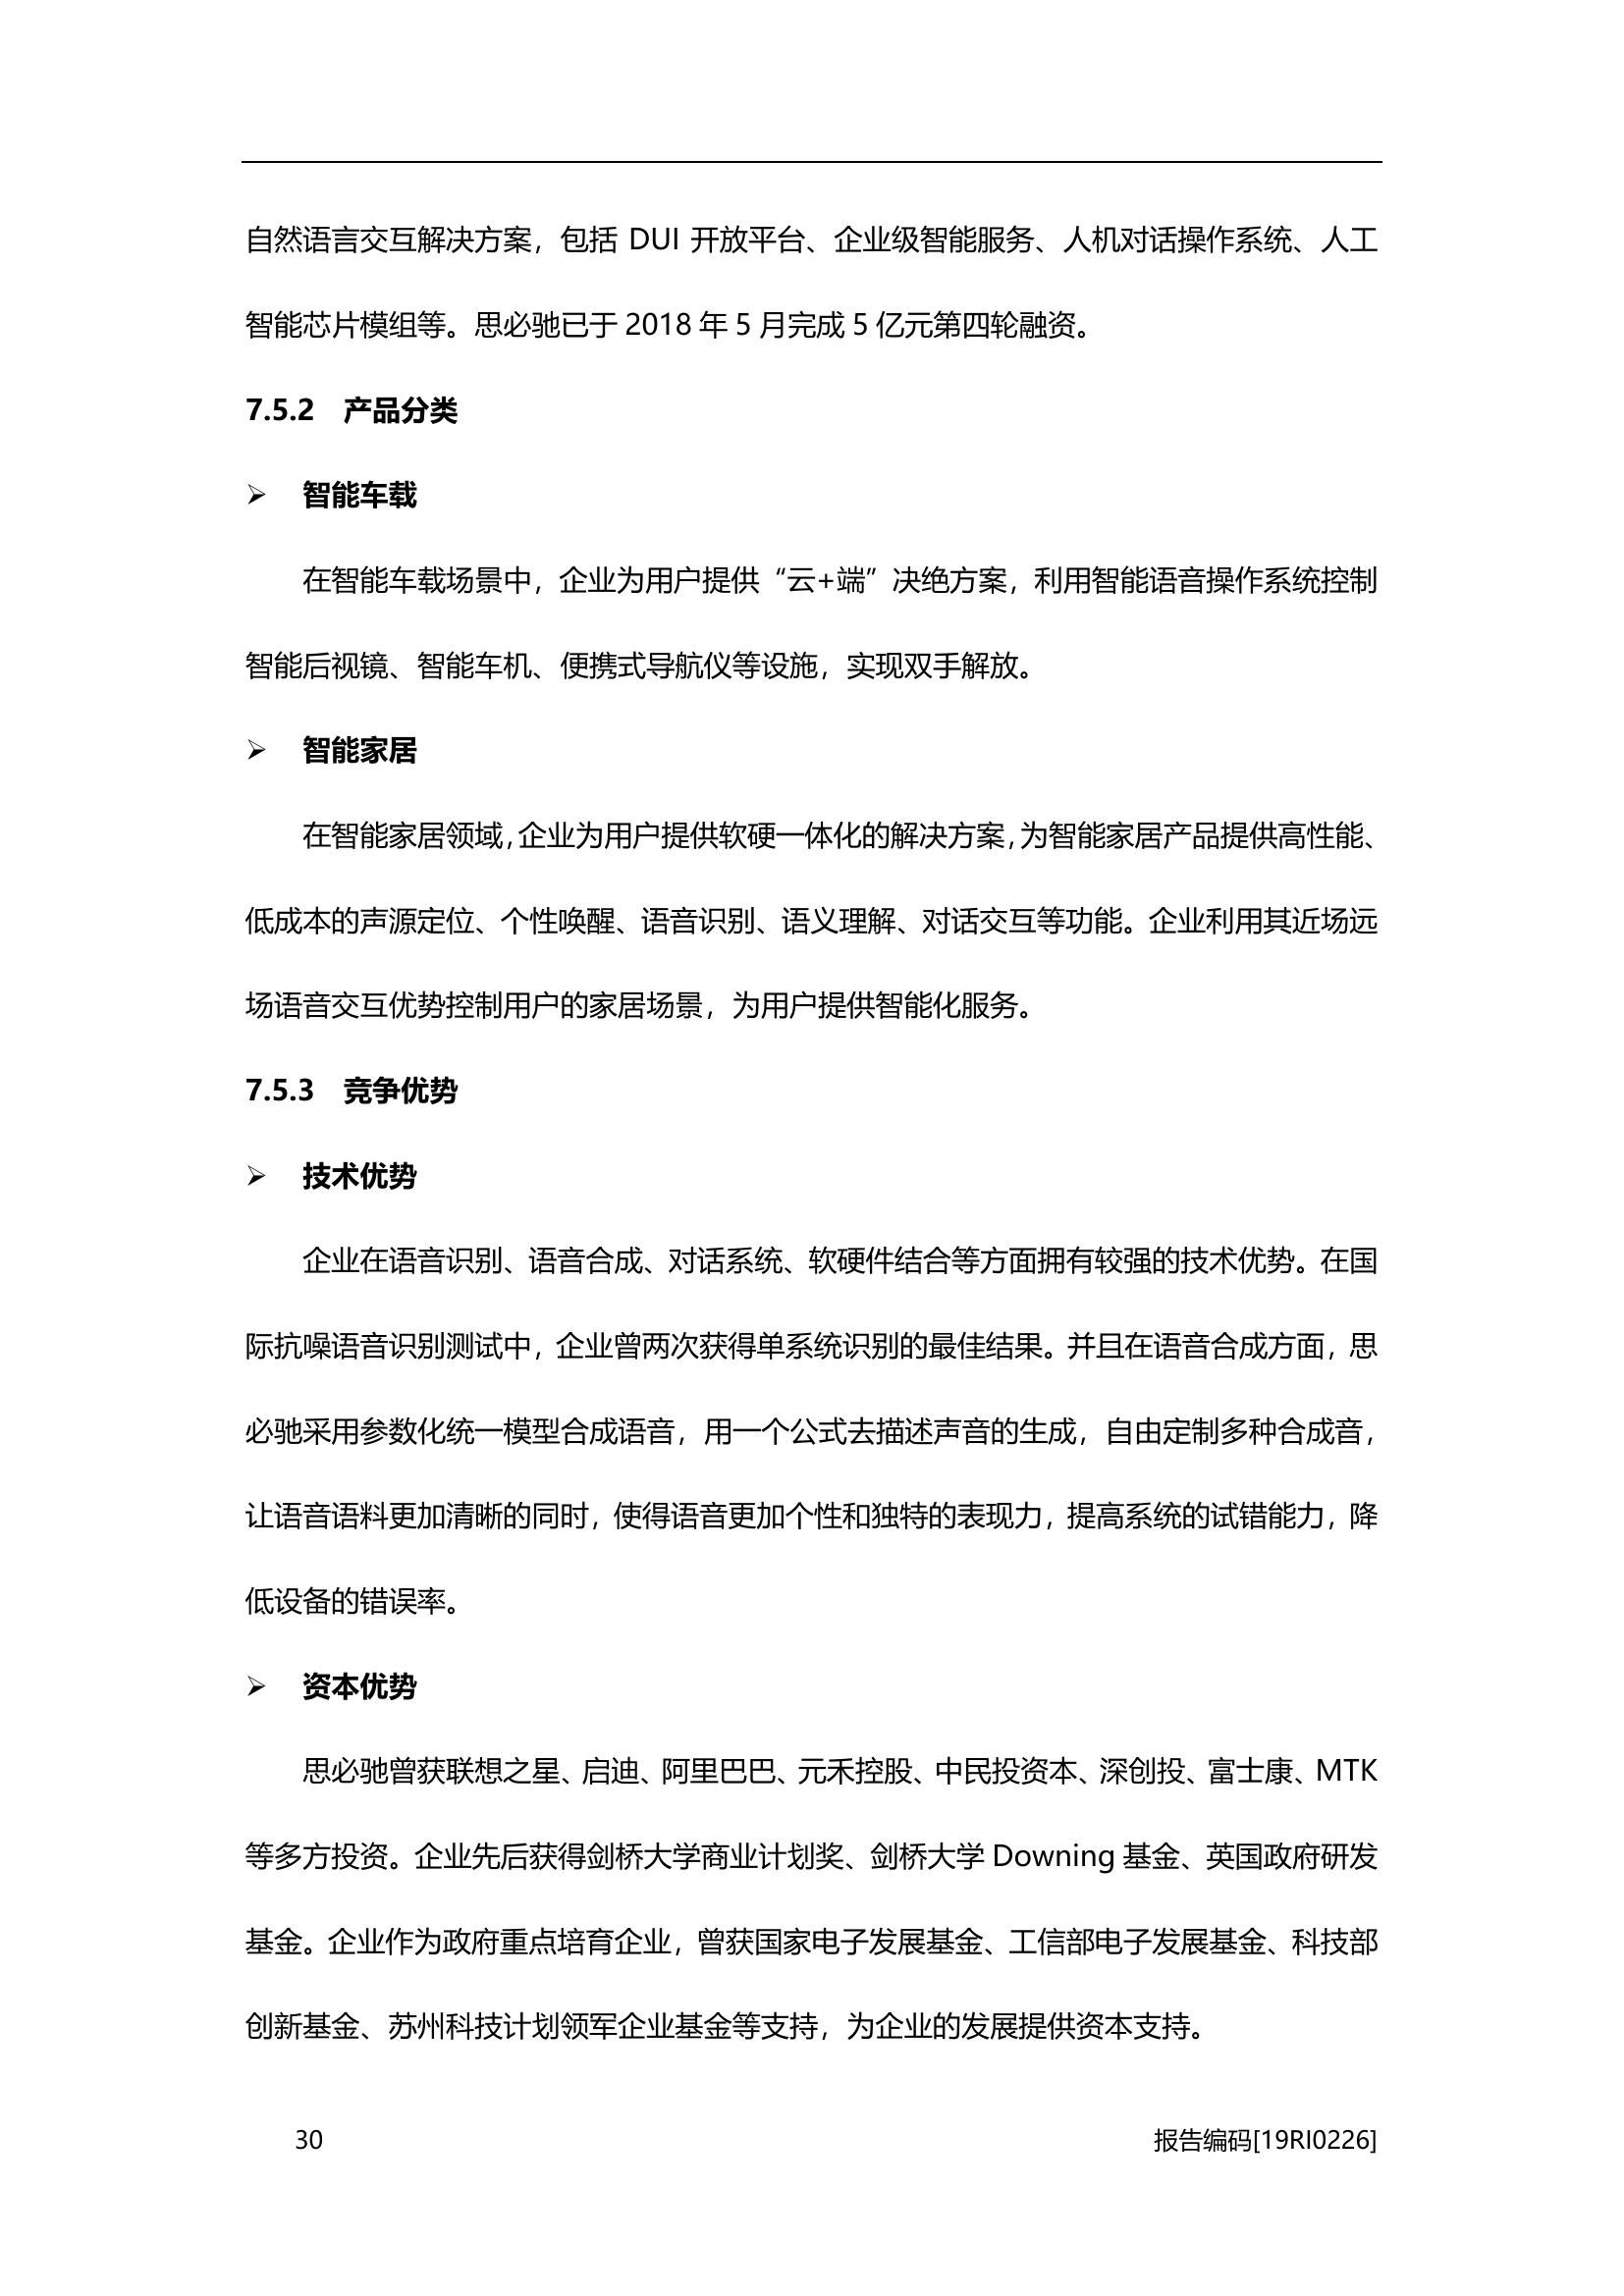 自然语言交互解决方案，包括 DUI 开放平台、企业级智能服务、人机对话操作系统、人工
智能芯片模组等。思必驰已于 2018 年 5 月完成 5 亿元第四轮融资。
7.5.2 产品分类
➢ 智能车载
在智能车载场景中，企业为用户提供“云+端”决绝方案，利用智能语音操作系统控制
智能后视镜、智能车机、便携式导航仪等设施，实现双手解放。
➢ 智能家居
在智能家居领域，企业为用户提供软硬一体化的解决方案，为智能家居产品提供高性能、
低成本的声源定位、个性唤醒、语音识别、语义理解、对话交互等功能。企业利用其近场远
场语音交互优势控制用户的家居场景，为用户提供智能化服务。
7.5.3 竞争优势
➢ 技术优势
企业在语音识别、语音合成、对话系统、软硬件结合等方面拥有较强的技术优势。在国
际抗噪语音识别测试中，企业曾两次获得单系统识别的最佳结果。并且在语音合成方面，思
必驰采用参数化统一模型合成语音，用一个公式去描述声音的生成，自由定制多种合成音，
让语音语料更加清晰的同时，使得语音更加个性和独特的表现力，提高系统的试错能力，降
低设备的错误率。
➢ 资本优势
思必驰曾获联想之星、启迪、阿里巴巴、元禾控股、中民投资本、深创投、富士康、MTK
等多方投资。企业先后获得剑桥大学商业计划奖、剑桥大学 Downing 基金、英国政府研发
基金。企业作为政府重点培育企业，曾获国家电子发展基金、工信部电子发展基金、科技部
创新基金、苏州科技计划领军企业基金等支持，为企业的发展提供资本支持。
30 报告编码[19RI0226]